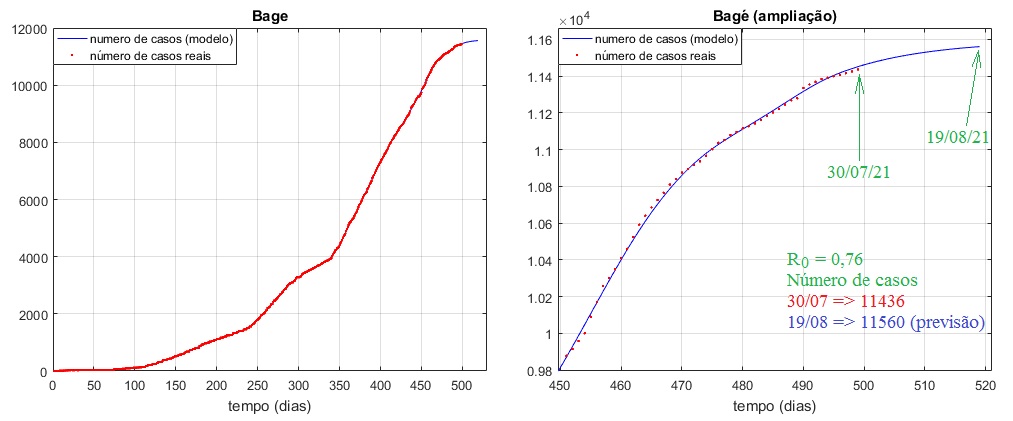 Bage
12000
10000
8000
6000
4000
2000
0
numero de casos (modelo)
número de casos reais
0 50 100 150 200 250 300 350 400 450 500
tempo (dias)
Bagé (ampliação)
×10⁴
1.16
1.14
1.12
1.1
1.08
1.06
1.04
1.02
1
0.98
numero de casos (modelo)
número de casos reais
19/08/21
30/07/21
R₀ = 0,76
Número de casos
30/07 => 11436
19/08 => 11560 (previsão)
450 460 470 480 490 500 510 520
tempo (dias)